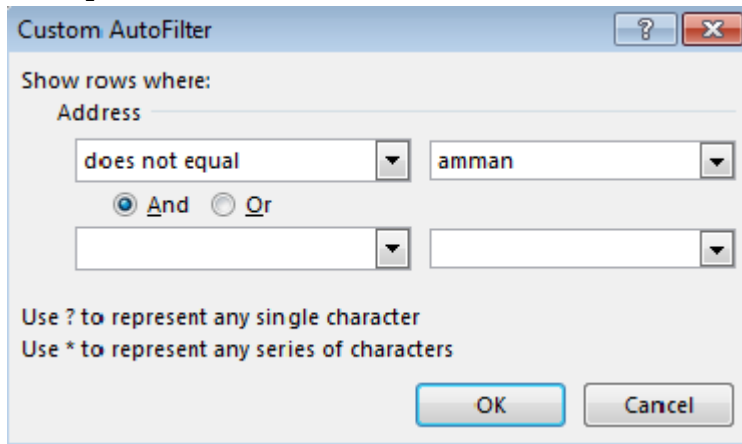 Custom AutoFilter
Show rows where:
Address
does not equal amman
And Or
Use ? to represent any single character
Use * to represent any series of characters
OK Cancel